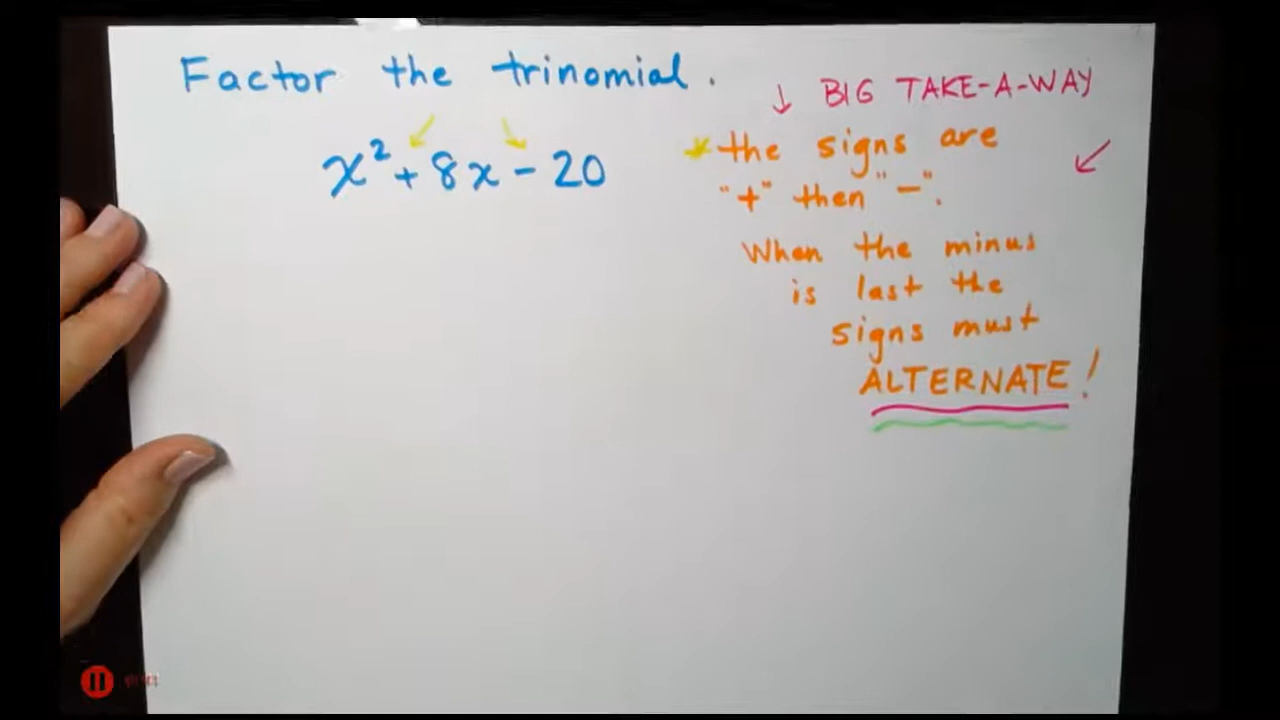 Factor the trinomial.
x² + 8x - 20
↓ BIG TAKE-A-WAY
* the signs are
"+" then "-".
When the minus
is last the
signs must
ALTERNATE!